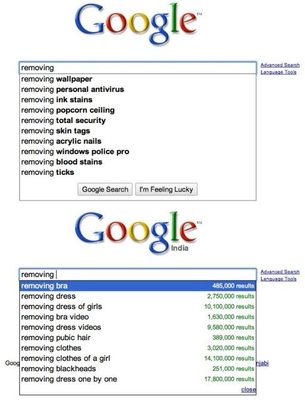 Google™
removing
Advanced Search
Language Tools
removing wallpaper
removing personal antivirus
removing ink stains
removing popcorn ceiling
removing total security
removing skin tags
removing acrylic nails
removing windows police pro
removing blood stains
removing ticks
Google Search I'm Feeling Lucky
Google™
India
removing
Advanced Search
Language Tools
removing bra 485,000 results
removing dress 2,750,000 results
removing dress of girls 10,100,000 results
removing bra video 1,630,000 results
removing dress videos 9,580,000 results
removing pubic hair 389,000 results
removing clothes 3,020,000 results
Goog removing clothes of a girl 14,100,000 results njabi
removing blackheads 251,000 results
removing dress one by one 17,800,000 results
close